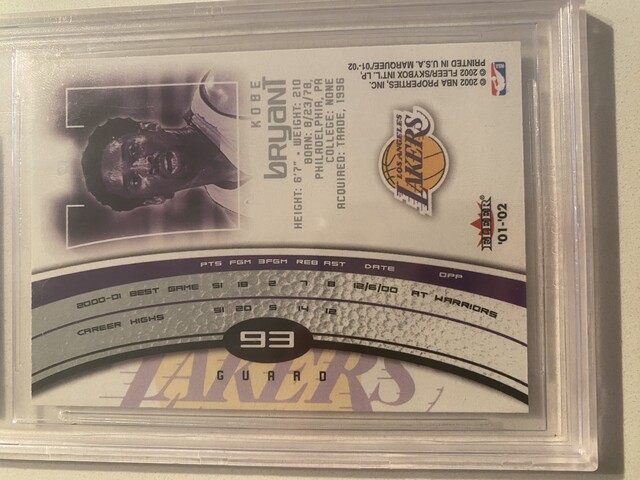 KOBE
BRYANT
HEIGHT: 6'7" • WEIGHT: 210
BORN: 8/23/78,
PHILADELPHIA, PA
COLLEGE: NONE
ACQUIRED: TRADE, 1996
LOS ANGELES
LAKERS
NBA
© 2002 NBA PROPERTIES, INC.
© 2002 FLEER/SKYBOX INT'L. LP.
PRINTED IN U.S.A. MARQUEE/'01-'02
FLEER
'01-'02
PTS FGM 3FGM REB AST DATE OPP
2000-01 BEST GAME 51 18 2 7 8 12/6/00 AT WARRIORS
CAREER HIGHS 51 20 5 14 12
93
GUARD
LAKERS